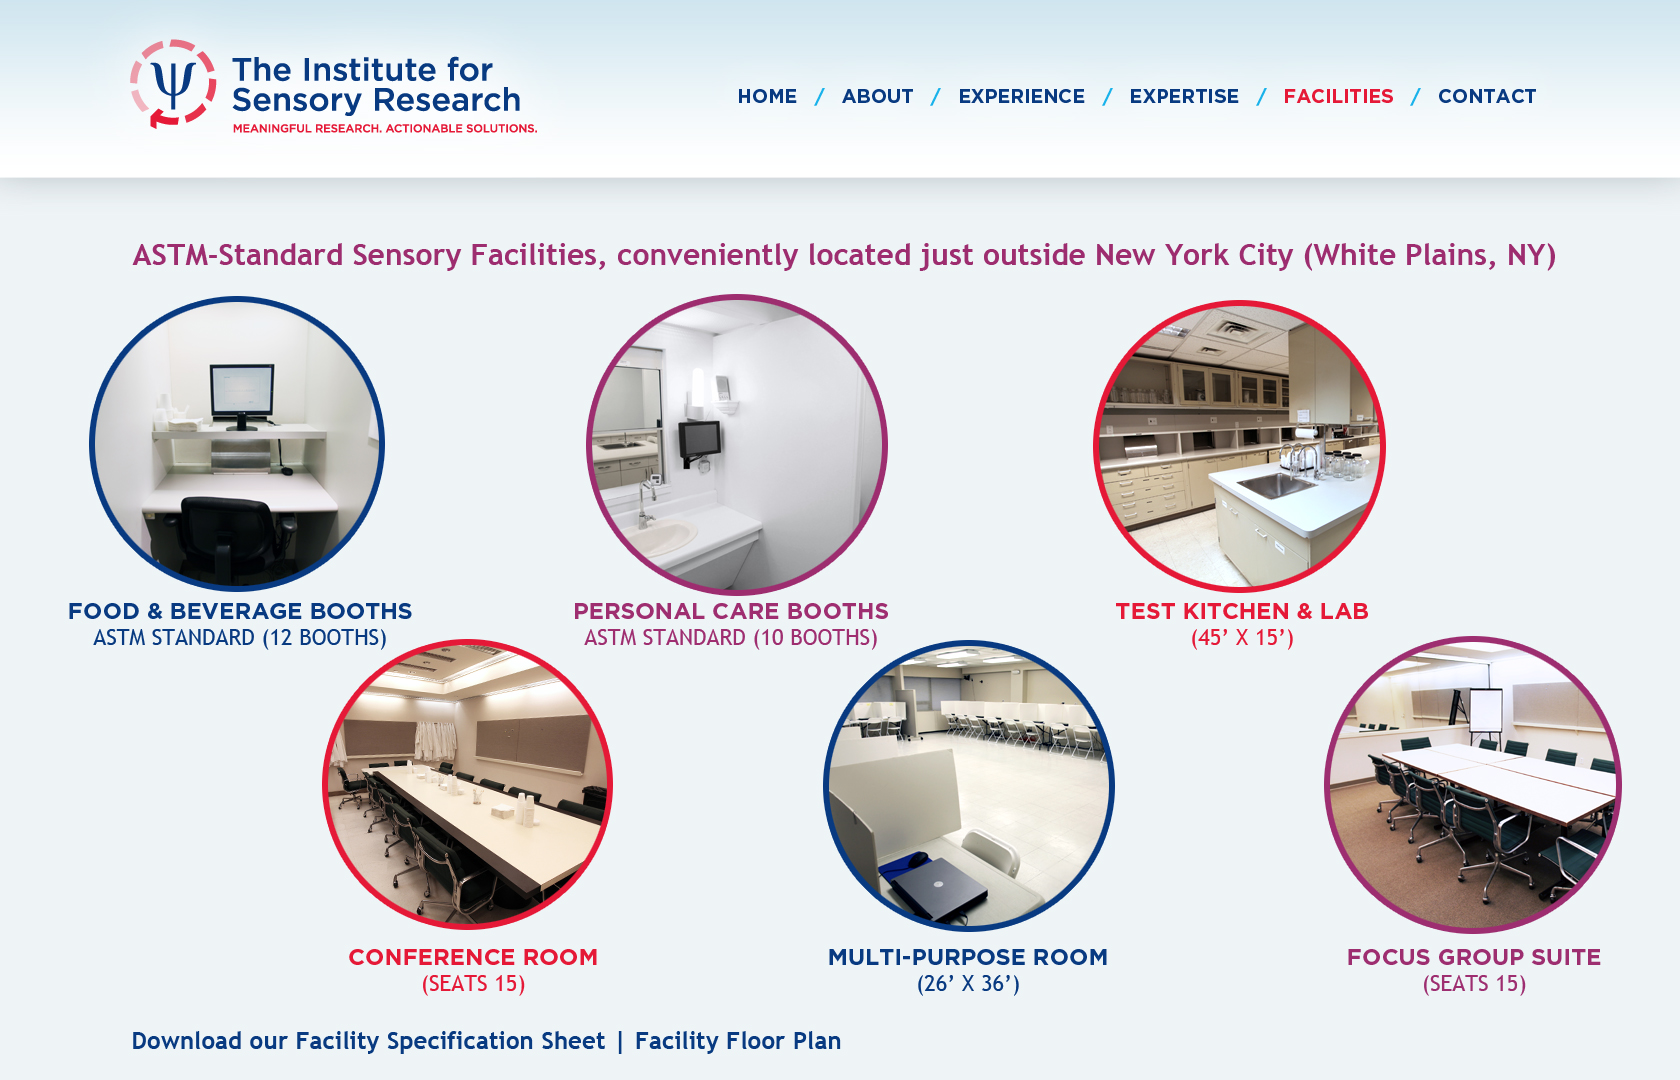 The Institute for
Sensory Research
MEANINGFUL RESEARCH. ACTIONABLE SOLUTIONS.
HOME / ABOUT / EXPERIENCE / EXPERTISE / FACILITIES / CONTACT
ASTM-Standard Sensory Facilities, conveniently located just outside New York City (White Plains, NY)
FOOD & BEVERAGE BOOTHS
ASTM STANDARD (12 BOOTHS)
PERSONAL CARE BOOTHS
ASTM STANDARD (10 BOOTHS)
TEST KITCHEN & LAB
(45’ X 15’)
CONFERENCE ROOM
(SEATS 15)
MULTI-PURPOSE ROOM
(26’ X 36’)
FOCUS GROUP SUITE
(SEATS 15)
Download our Facility Specification Sheet | Facility Floor Plan